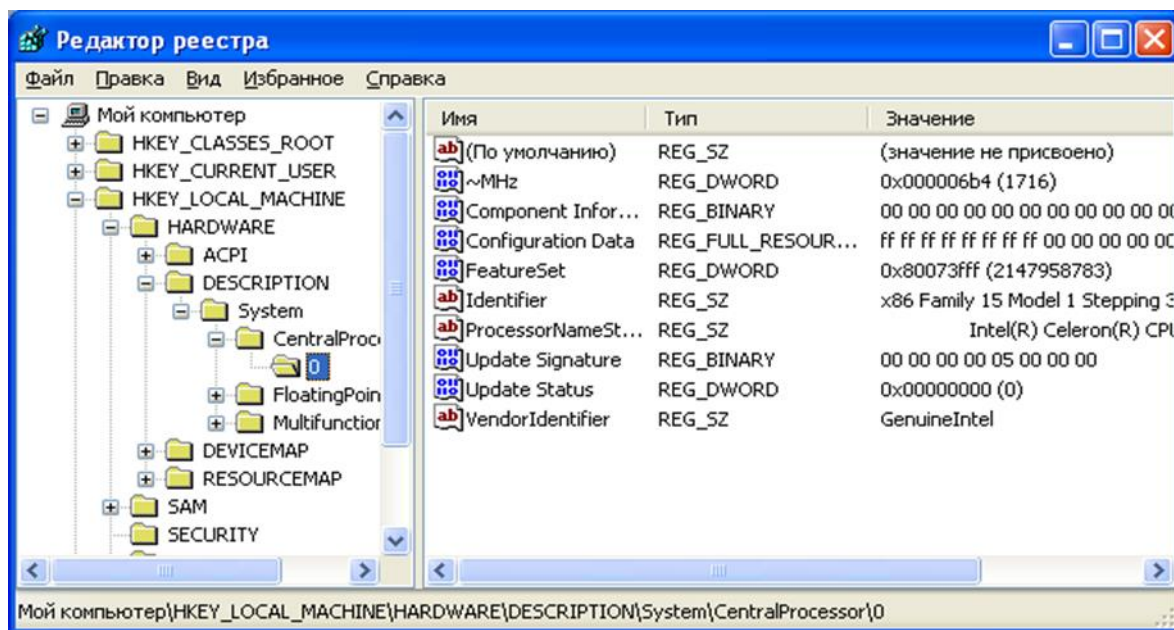 Редактор реестра
Файл Правка Вид Избранное Справка
Мой компьютер
HKEY_CLASSES_ROOT
HKEY_CURRENT_USER
HKEY_LOCAL_MACHINE
HARDWARE
ACPI
DESCRIPTION
System
CentralProc
0
FloatingPoin
Multifunction
DEVICEMAP
RESOURCEMAP
SAM
SECURITY
Имя Тип Значение
(По умолчанию) REG_SZ (значение не присвоено)
~MHz REG_DWORD 0x000006b4 (1716)
Component Infor... REG_BINARY 00 00 00 00 00 00 00 00 00 00 00
Configuration Data REG_FULL_RESOUR... ff ff ff ff ff ff ff ff 00 00 00 00 00
FeatureSet REG_DWORD 0x80073fff (2147958783)
Identifier REG_SZ x86 Family 15 Model 1 Stepping 3
ProcessorNameSt... REG_SZ Intel(R) Celeron(R) CPU
Update Signature REG_BINARY 00 00 00 00 05 00 00 00
Update Status REG_DWORD 0x00000000 (0)
VendorIdentifier REG_SZ GenuineIntel
Мой компьютер\HKEY_LOCAL_MACHINE\HARDWARE\DESCRIPTION\System\CentralProcessor\0